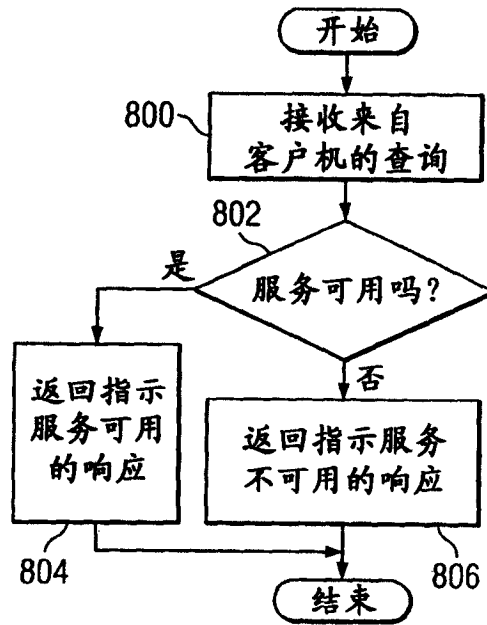 开始
800
接收来自
客户机的查询
802
服务可用吗?
是
否
返回指示
服务可用
的响应
返回指示服务
不可用的响应
804
806
结束